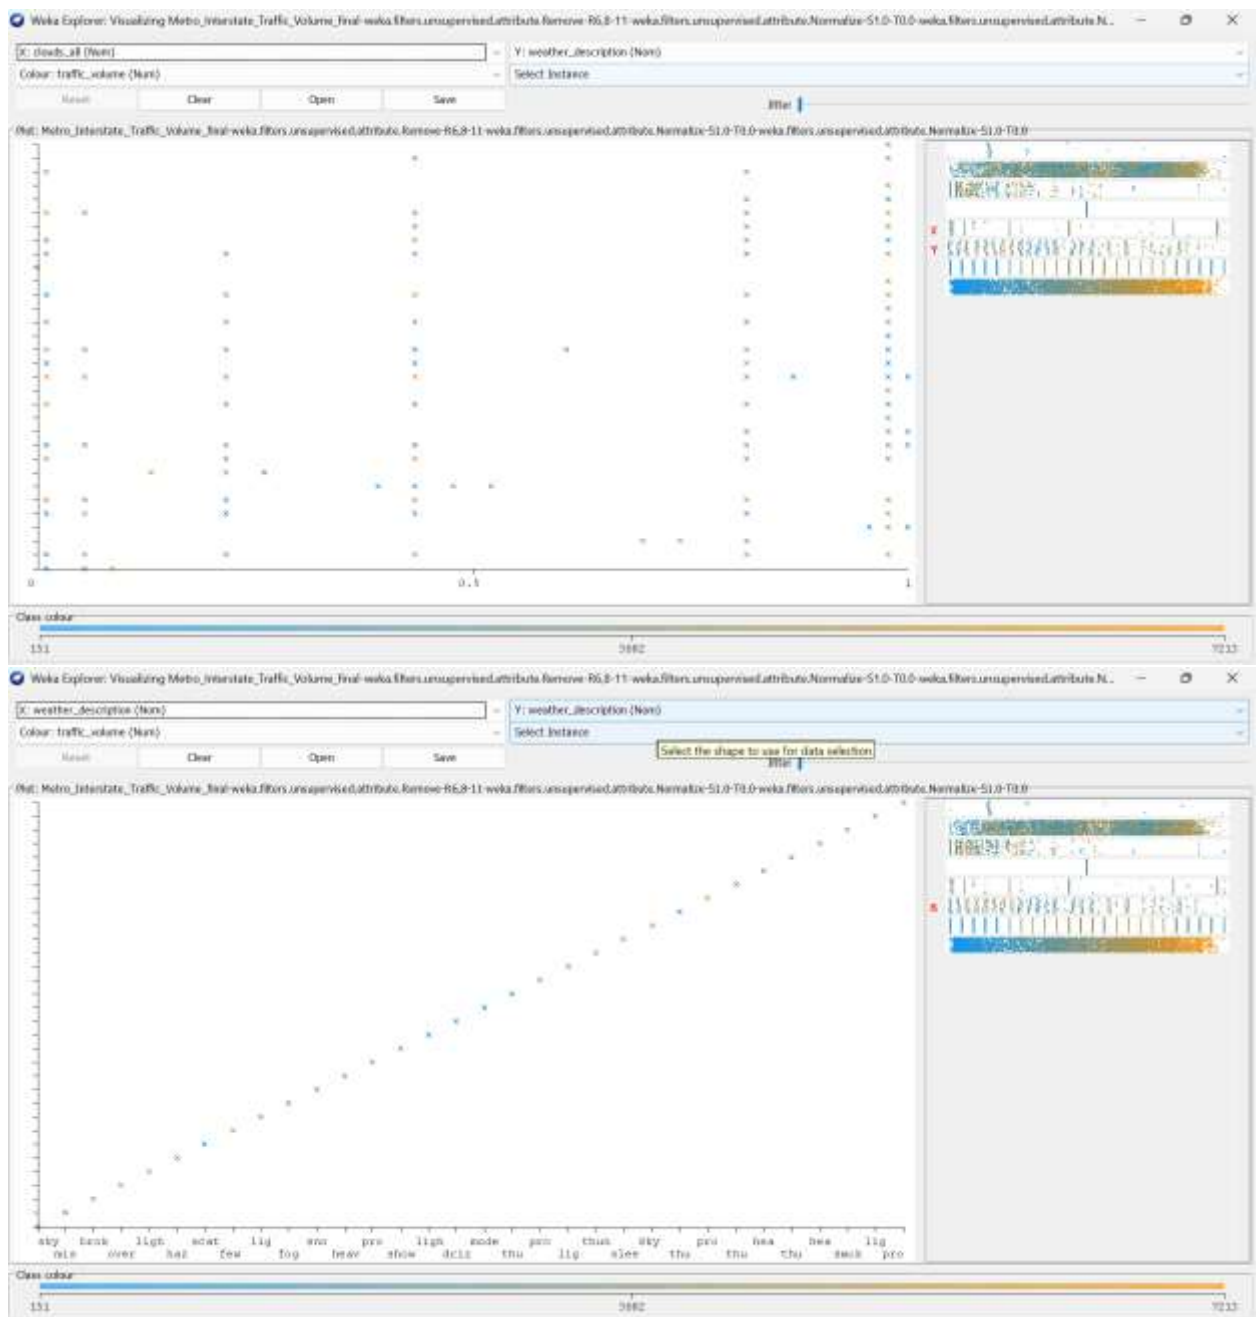 Weka Explorer: Visualizing Metro_Interstate_Traffic_Volume_final-weka.filters.unsupervised.attribute.Remove-R6,8-11-weka.filters.unsupervised.attribute.Normalize-S1.0-T0.0-weka.filters.unsupervised.attribute.N...
X: clouds_all (Num)
Y: weather_description (Nom)
Colour: traffic_volume (Num)
Select Instance
Reset
Clear
Open
Save
Jitter
Plot: Metro_Interstate_Traffic_Volume_final-weka.filters.unsupervised.attribute.Remove-R6,8-11-weka.filters.unsupervised.attribute.Normalize-S1.0-T0.0-weka.filters.unsupervised.attribute.Normalize-S1.0-T0.0
X
Y
0
0.5
1
Class colour
151
3682
7213
Weka Explorer: Visualizing Metro_Interstate_Traffic_Volume_final-weka.filters.unsupervised.attribute.Remove-R6,8-11-weka.filters.unsupervised.attribute.Normalize-S1.0-T0.0-weka.filters.unsupervised.attribute.N...
X: weather_description (Nom)
Y: weather_description (Nom)
Colour: traffic_volume (Num)
Select Instance
Select the shape to use for data selection
Reset
Clear
Open
Save
Jitter
Plot: Metro_Interstate_Traffic_Volume_final-weka.filters.unsupervised.attribute.Remove-R6,8-11-weka.filters.unsupervised.attribute.Normalize-S1.0-T0.0-weka.filters.unsupervised.attribute.Normalize-S1.0-T0.0
sky brok ligh scat lig sno pro ligh mode pro thun sky pro hea hea lig
mis over haz few fog heav show driz thu lig slee thu thu thu smok pro
Class colour
151
3682
7213